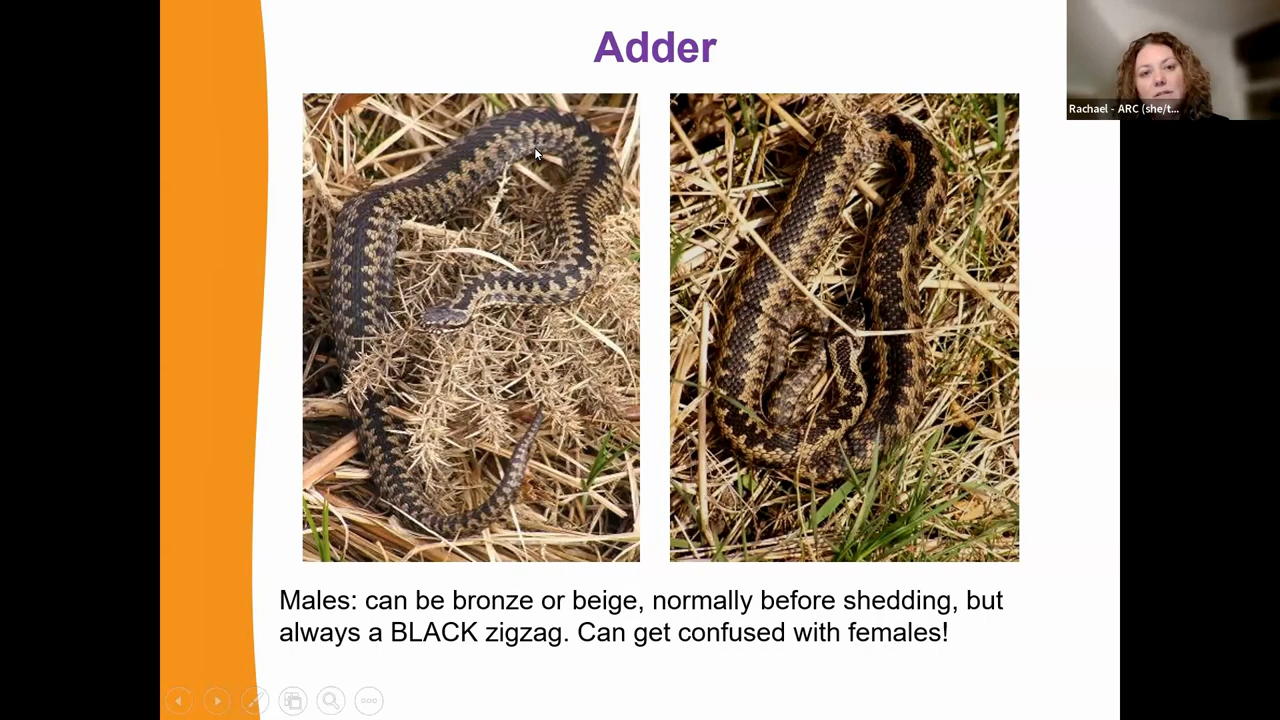 Adder
Rachael - ARC (she/t...
Males: can be bronze or beige, normally before shedding, but
always a BLACK zigzag. Can get confused with females!